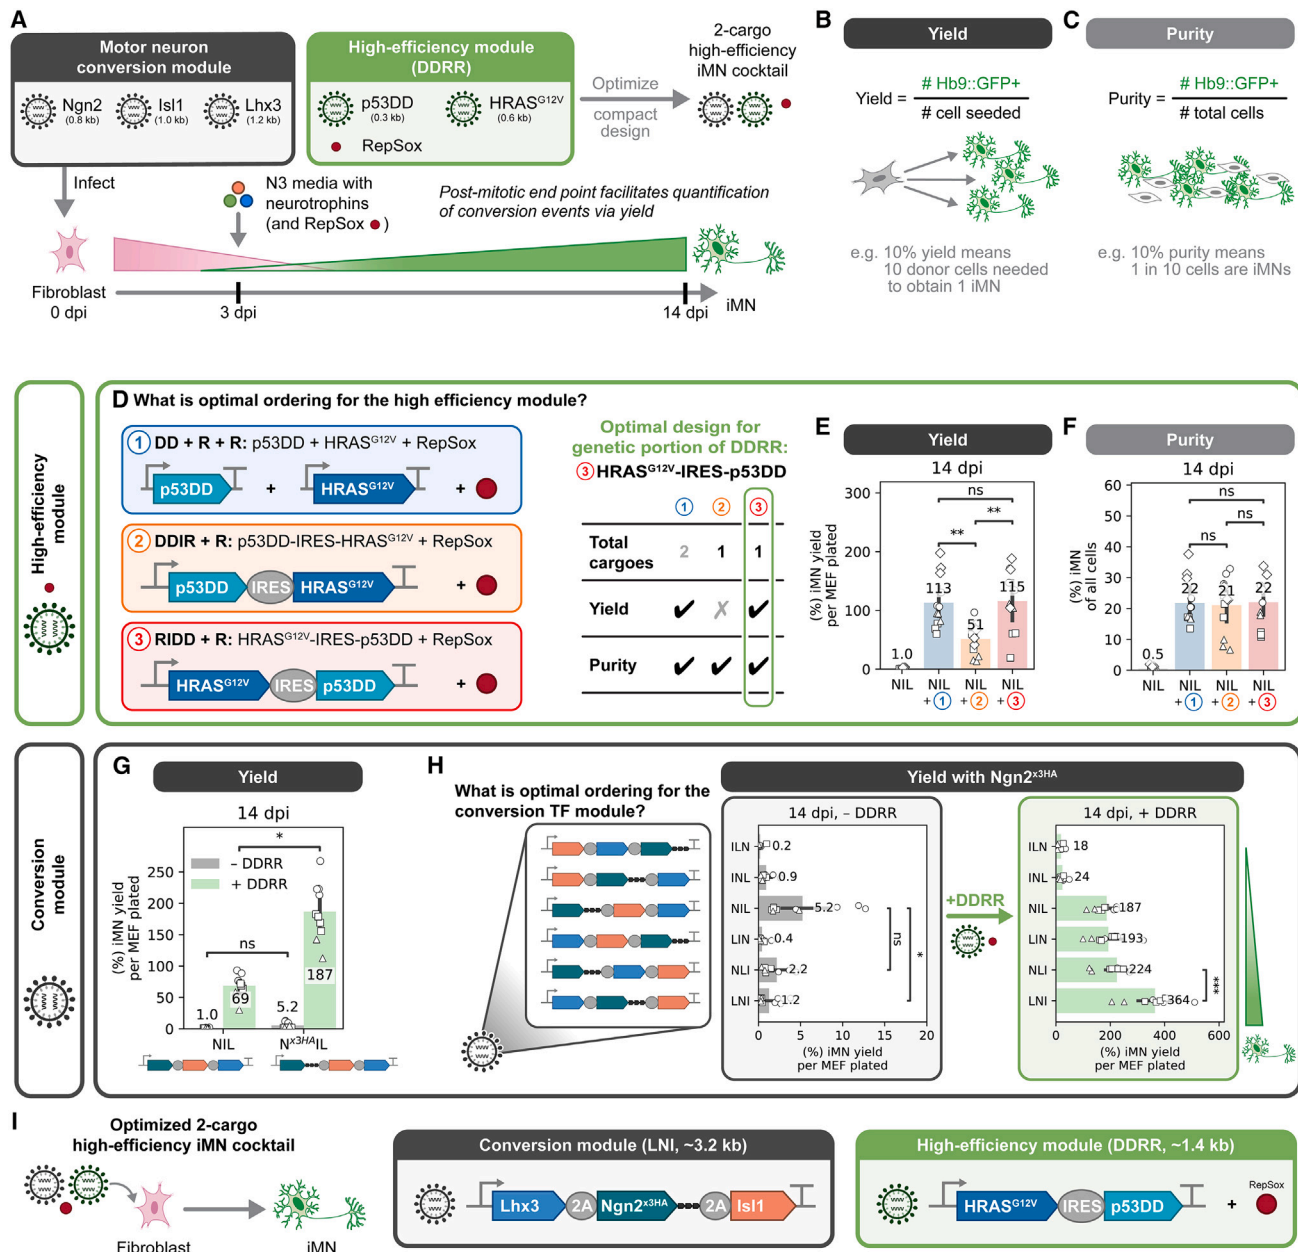 A
Motor neuron
conversion module
Ngn2
(0.8 kb)
Isl1
(1.0 kb)
Lhx3
(1.2 kb)
High-efficiency module
(DDRR)
p53DD
(0.3 kb)
HRASG12V
(0.6 kb)
RepSox
Optimize
compact
design
2-cargo
high-efficiency
iMN cocktail
Infect
N3 media with
neurotrophins
(and RepSox )
Post-mitotic end point facilitates quantification
of conversion events via yield
Fibroblast
0 dpi
3 dpi
14 dpi
iMN
B
Yield
Yield =
# Hb9::GFP+
# cell seeded
e.g. 10% yield means
10 donor cells needed
to obtain 1 iMN
C
Purity
Purity =
# Hb9::GFP+
# total cells
e.g. 10% purity means
1 in 10 cells are iMNs
High-efficiency
module
D What is optimal ordering for the high efficiency module?
1 DD + R + R: p53DD + HRASG12V + RepSox
p53DD + HRASG12V +
2 DDIR + R: p53DD-IRES-HRASG12V + RepSox
p53DD IRES HRASG12V +
3 RIDD + R: HRASG12V-IRES-p53DD + RepSox
HRASG12V IRES p53DD +
Optimal design for
genetic portion of DDRR:
3 HRASG12V-IRES-p53DD
1 2 3
Total
cargoes
2 1 1
Yield ✔ ✗ ✔
Purity ✔ ✔ ✔
E
Yield
14 dpi
(%) iMN yield
per MEF plated
300
200
100
0
ns
**
**
1.0
113
51
115
NIL NIL NIL NIL
+ 1 + 2 + 3
F
Purity
14 dpi
(%) iMN
of all cells
60
50
40
30
20
10
0
ns
ns
ns
0.5
22
21
22
NIL NIL NIL NIL
+ 1 + 2 + 3
Conversion
module
G
Yield
14 dpi
(%) iMN yield
per MEF plated
250
200
150
100
50
0
*
– DDRR
+ DDRR
ns
1.0
69
5.2
187
NIL
Nx3HAIL
H
What is optimal ordering for the
conversion TF module?
Yield with Ngn2x3HA
14 dpi, – DDRR
ILN 0.2
INL 0.9
NIL 5.2
LIN 0.4
NLI 2.2
LNI 1.2
ns
*
0 5 10 15 20
(%) iMN yield
per MEF plated
+DDRR
14 dpi, + DDRR
ILN 18
INL 24
NIL 187
LIN 193
NLI 224
LNI 364
***
0 200 400 600
(%) iMN yield
per MEF plated
I
Optimized 2-cargo
high-efficiency iMN cocktail
Fibroblast
iMN
Conversion module (LNI, ~3.2 kb)
Lhx3 2A Ngn2x3HA 2A Isl1
High-efficiency module (DDRR, ~1.4 kb)
HRASG12V IRES p53DD +
RepSox